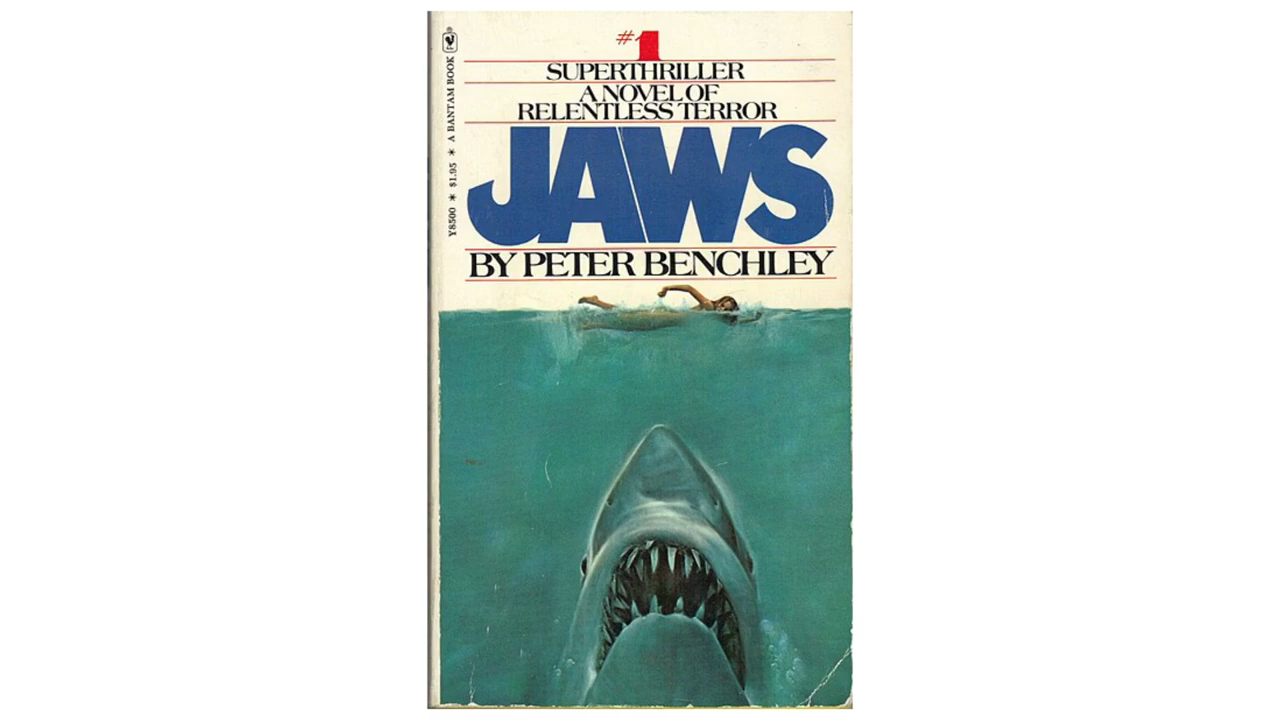 #1
SUPERTHRILLER
A NOVEL OF
RELENTLESS TERROR
JAWS
BY PETER BENCHLEY
Y8500 * $1.95 * A BANTAM BOOK
®